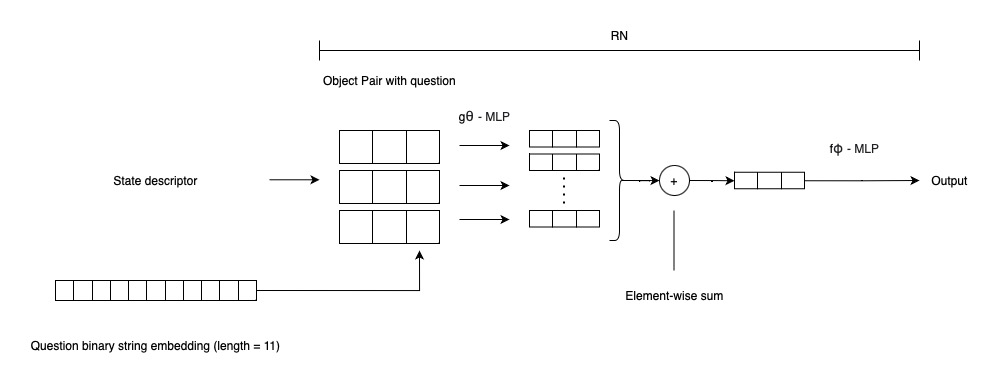 RN
Object Pair with question
gθ - MLP
fϕ - MLP
State descriptor
+
Output
Element-wise sum
Question binary string embedding (length = 11)